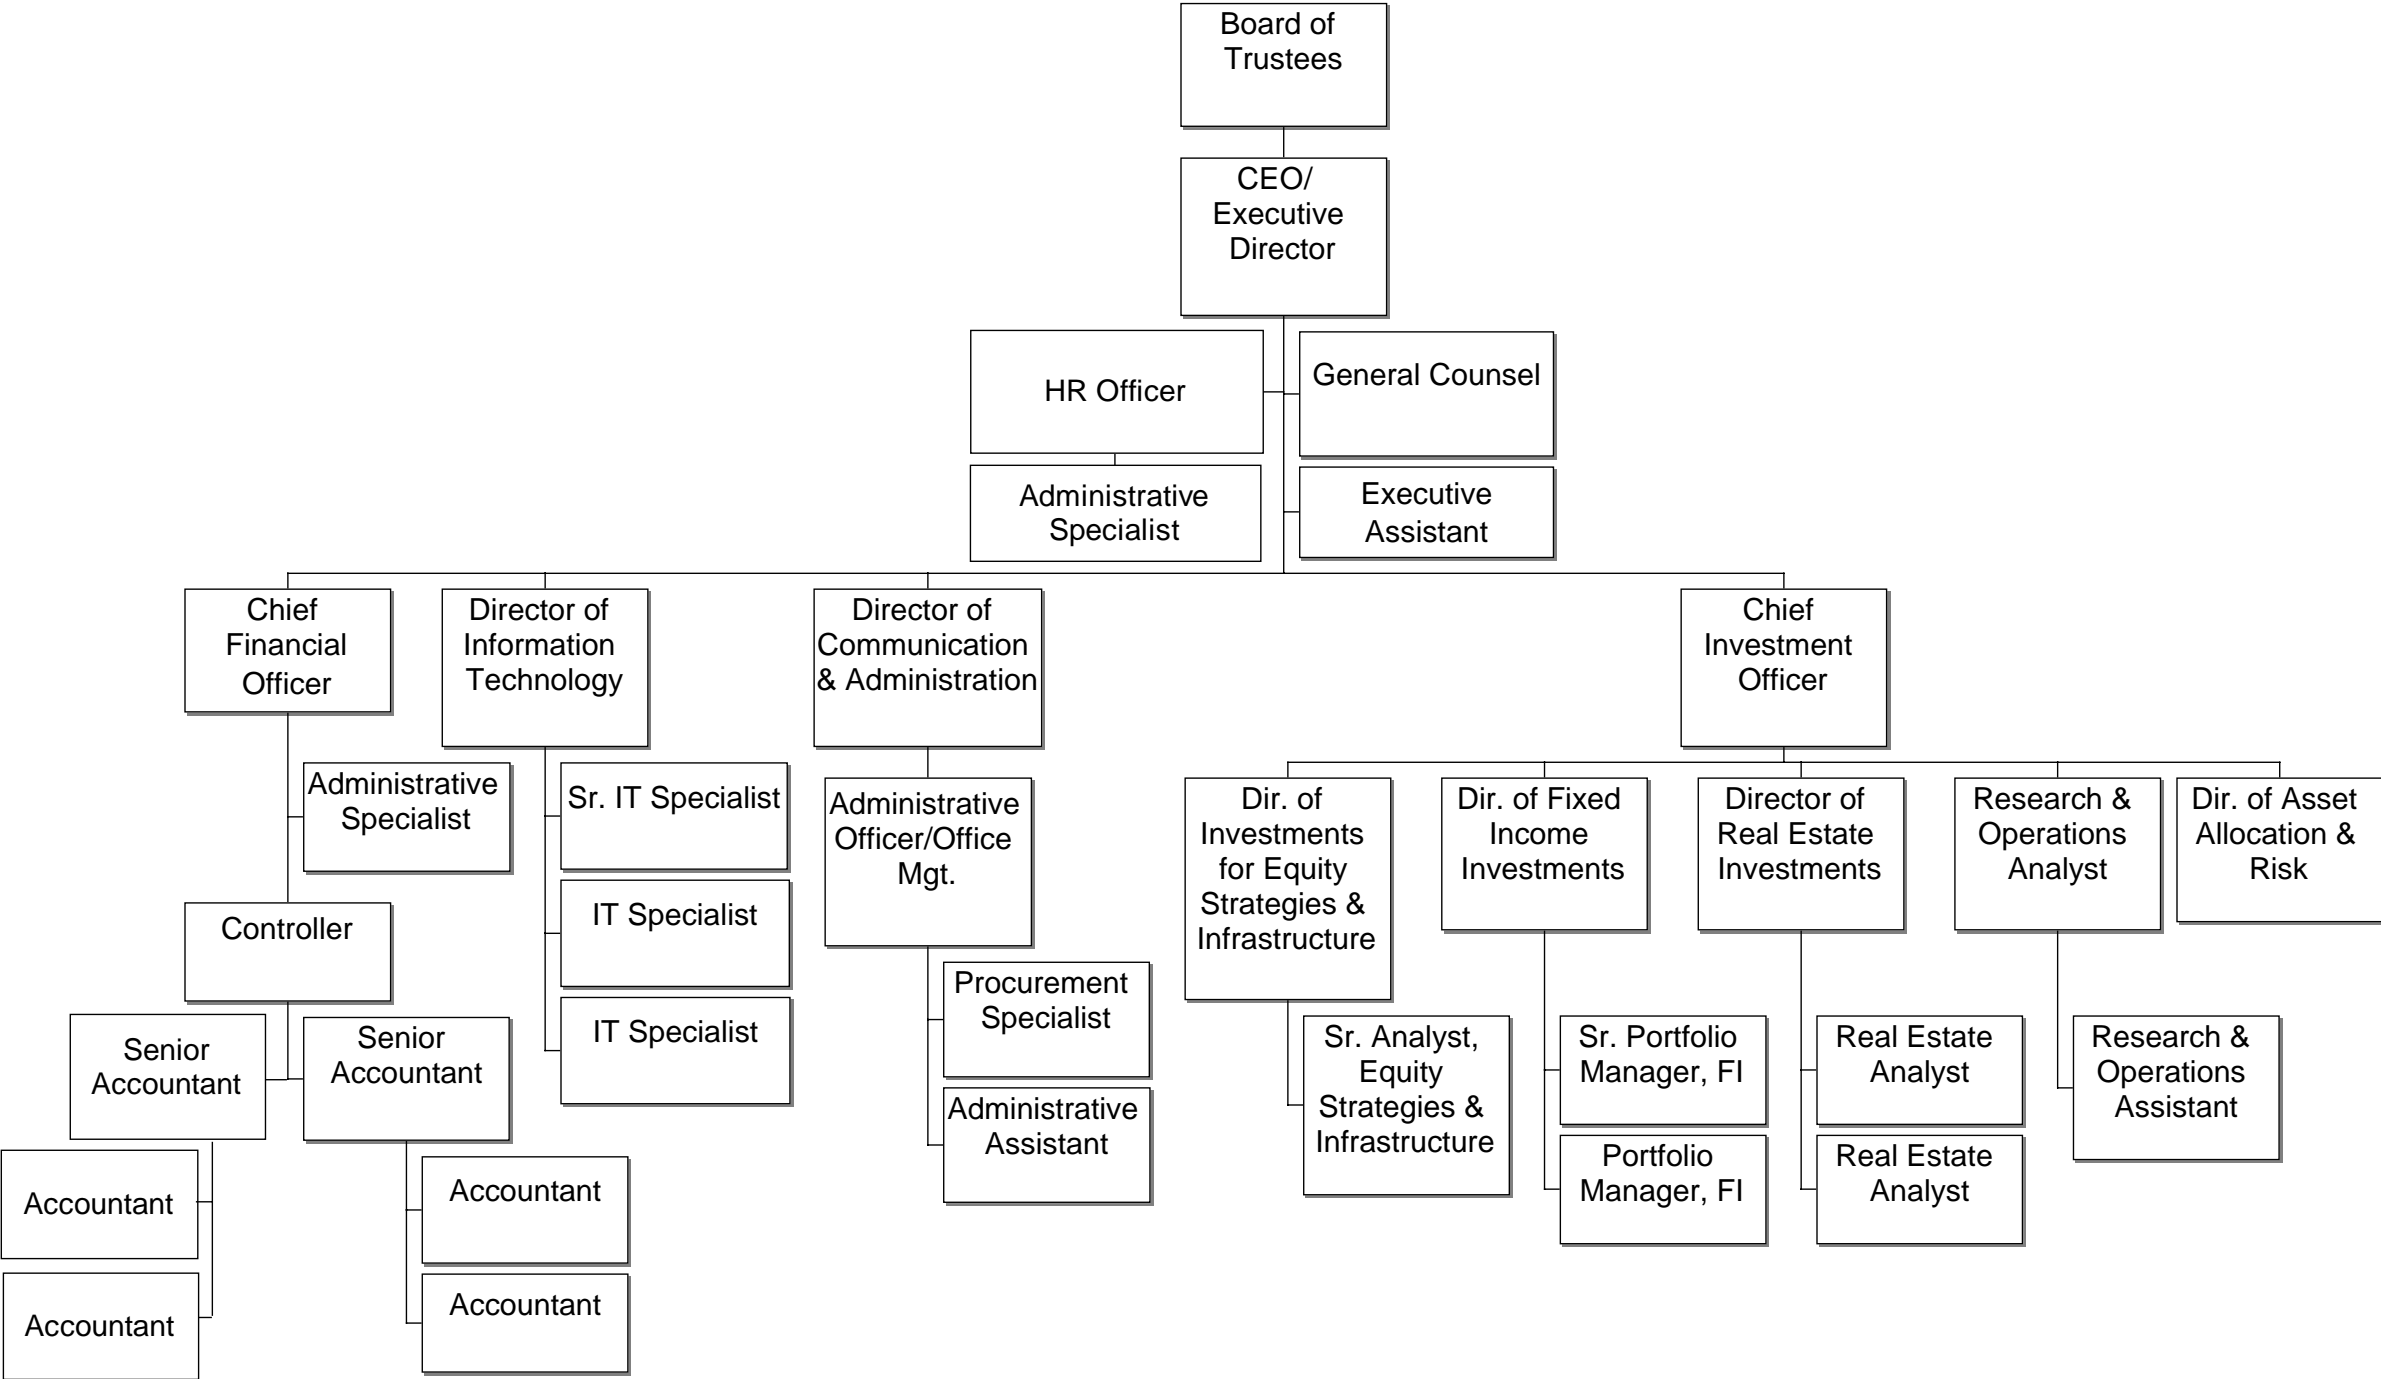 Board of
Trustees
CEO/
Executive
Director
HR Officer
General Counsel
Administrative
Specialist
Executive
Assistant
Chief
Financial
Officer
Director of
Information
Technology
Director of
Communication
& Administration
Chief
Investment
Officer
Administrative
Specialist
Controller
Senior
Accountant
Accountant
Accountant
Senior
Accountant
Accountant
Accountant
Sr. IT Specialist
IT Specialist
IT Specialist
Administrative
Officer/Office
Mgt.
Procurement
Specialist
Administrative
Assistant
Dir. of
Investments
for Equity
Strategies &
Infrastructure
Sr. Analyst,
Equity
Strategies &
Infrastructure
Dir. of Fixed
Income
Investments
Sr. Portfolio
Manager, FI
Portfolio
Manager, FI
Director of
Real Estate
Investments
Real Estate
Analyst
Real Estate
Analyst
Research &
Operations
Analyst
Research &
Operations
Assistant
Dir. of Asset
Allocation &
Risk